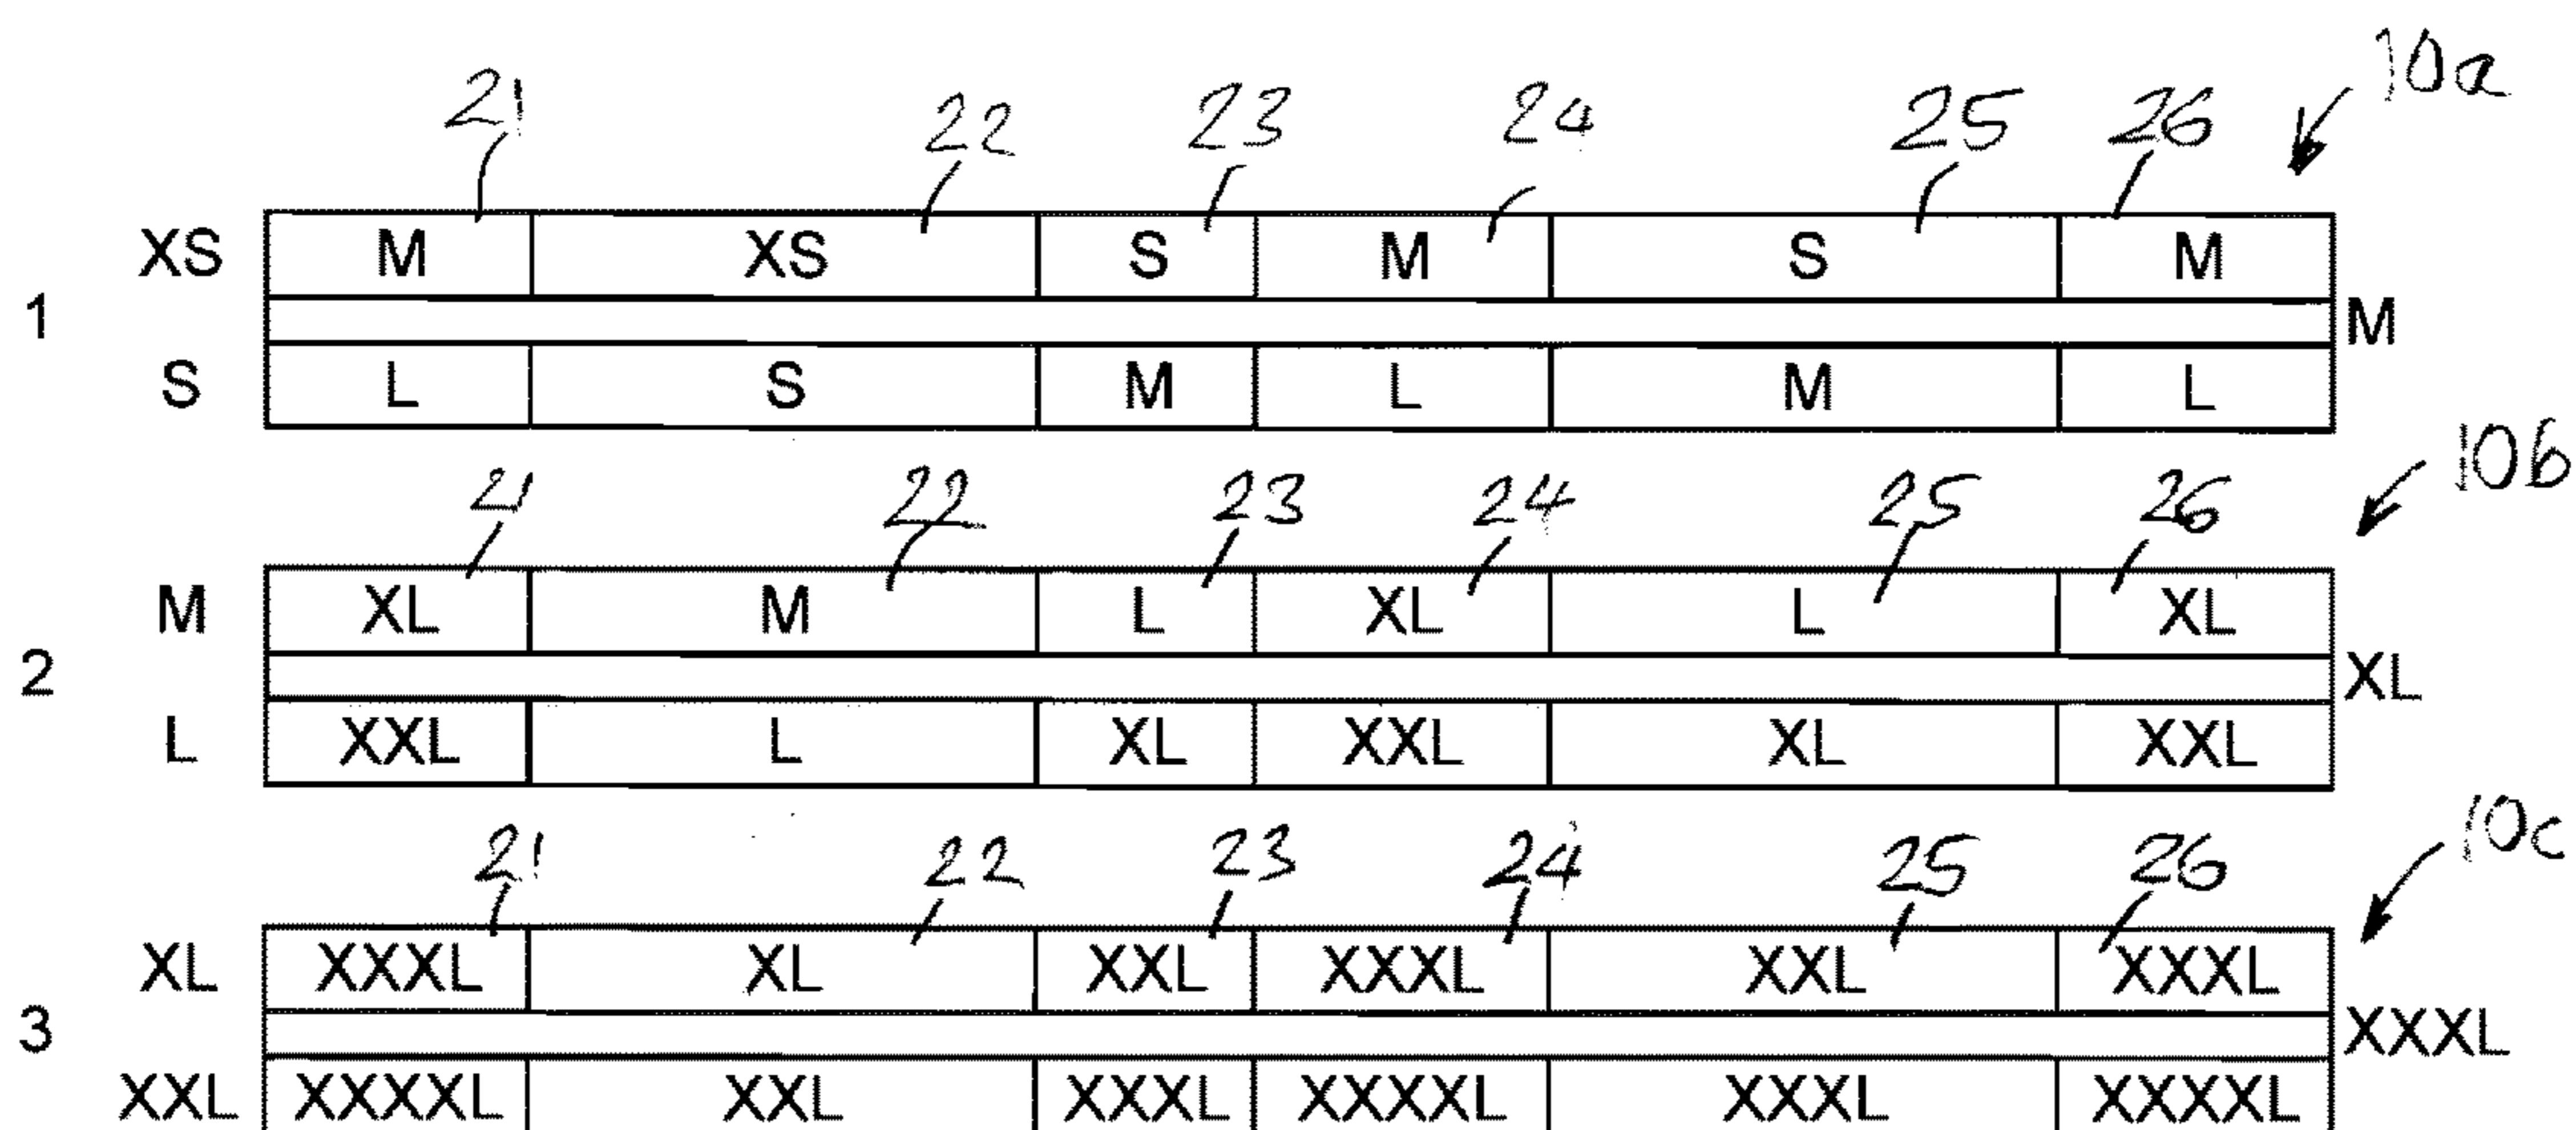 10a
21 22 23 24 25 26
XS M XS S M S M
1 M
S L S M L M L
10b
21 22 23 24 25 26
M XL M L XL L XL
2 XL
L XXL L XL XXL XL XXL
10c
21 22 23 24 25 26
XL XXXL XL XXL XXXL XXL XXXL
3 XXXL
XXL XXXXL XXL XXXL XXXXL XXXL XXXXL